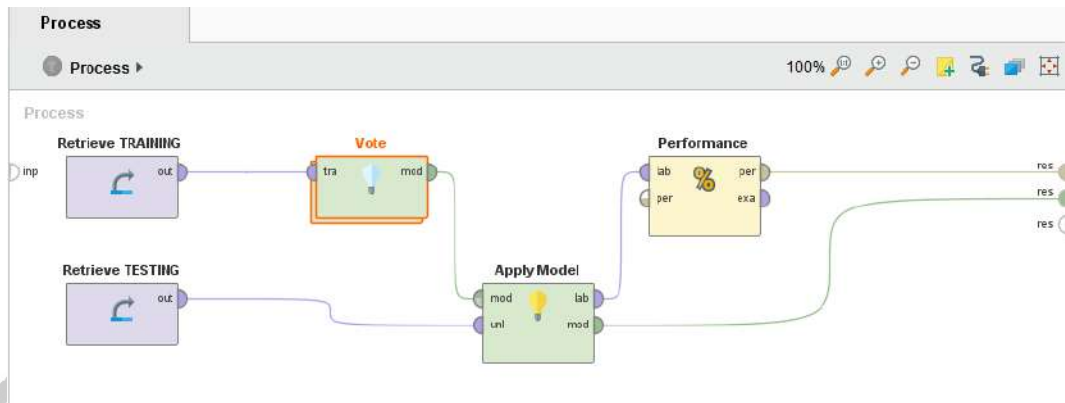 Process
Process
100%
Process
Retrieve TRAINING
Vote
Performance
inp
out
tra
mod
lab
per
res
per
exa
res
res
Retrieve TESTING
Apply Model
out
mod
lab
unl
mod